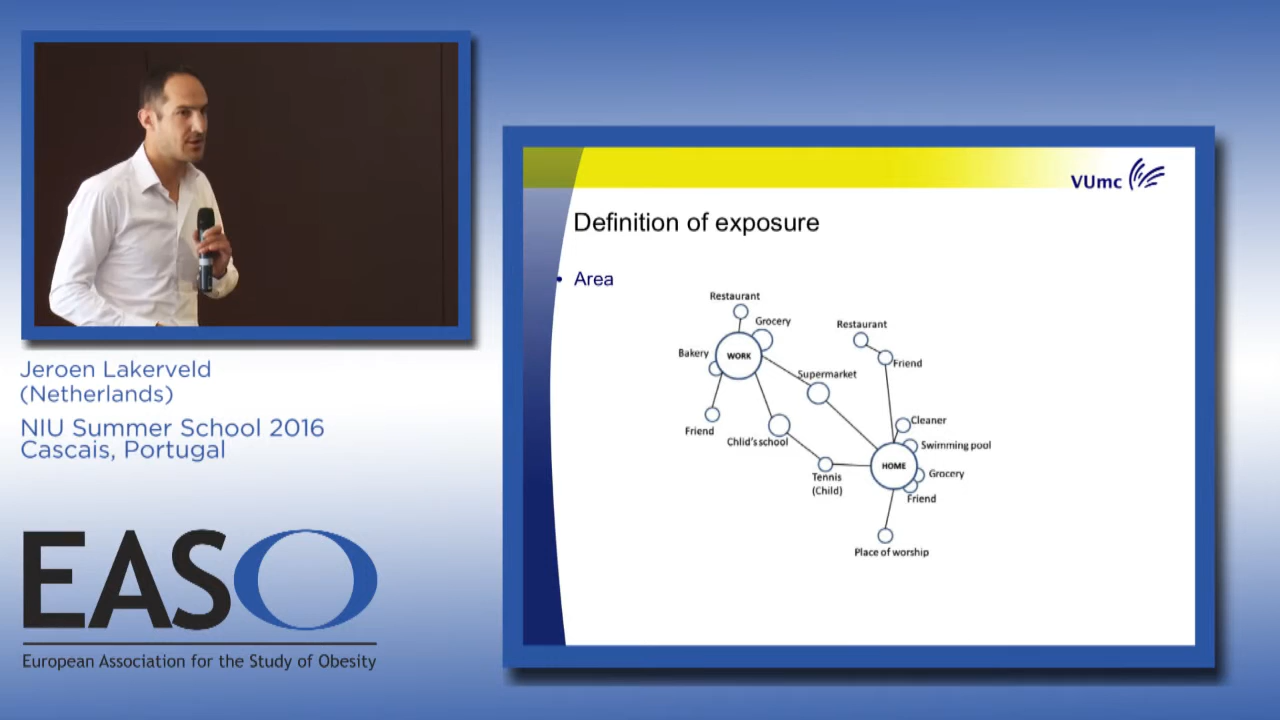 Jeroen Lakerveld
(Netherlands)
NIU Summer School 2016
Cascais, Portugal
EASO
European Association for the Study of Obesity
VUmc
Definition of exposure
• Area
Restaurant
Grocery
Restaurant
Bakery
WORK
Friend
Supermarket
Friend
Chlid's school
Cleaner
Swimming pool
HOME
Tennis
(Child)
Grocery
Friend
Place of worship